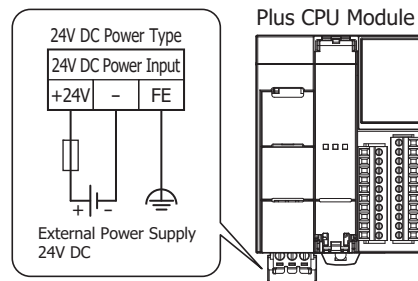 Plus CPU Module
24V DC Power Type
24V DC Power Input
+24V – FE
+ –
External Power Supply
24V DC